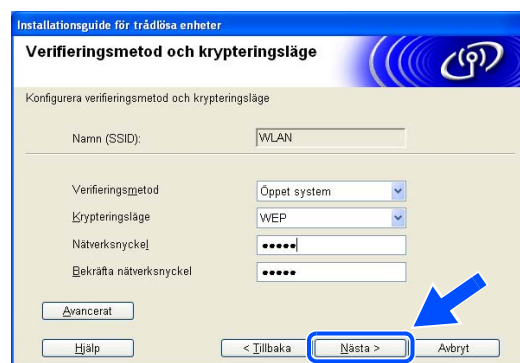 Installationsguide för trådlösa enheter
Verifieringsmetod och krypteringsläge
Konfigurera verifieringsmetod och krypteringsläge
Namn (SSID): WLAN
Verifieringsmetod Öppet system
Krypteringsläge WEP
Nätverksnyckel •••••
Bekräfta nätverksnyckel •••••
Avancerat
Hjälp < Tillbaka Nästa > Avbryt